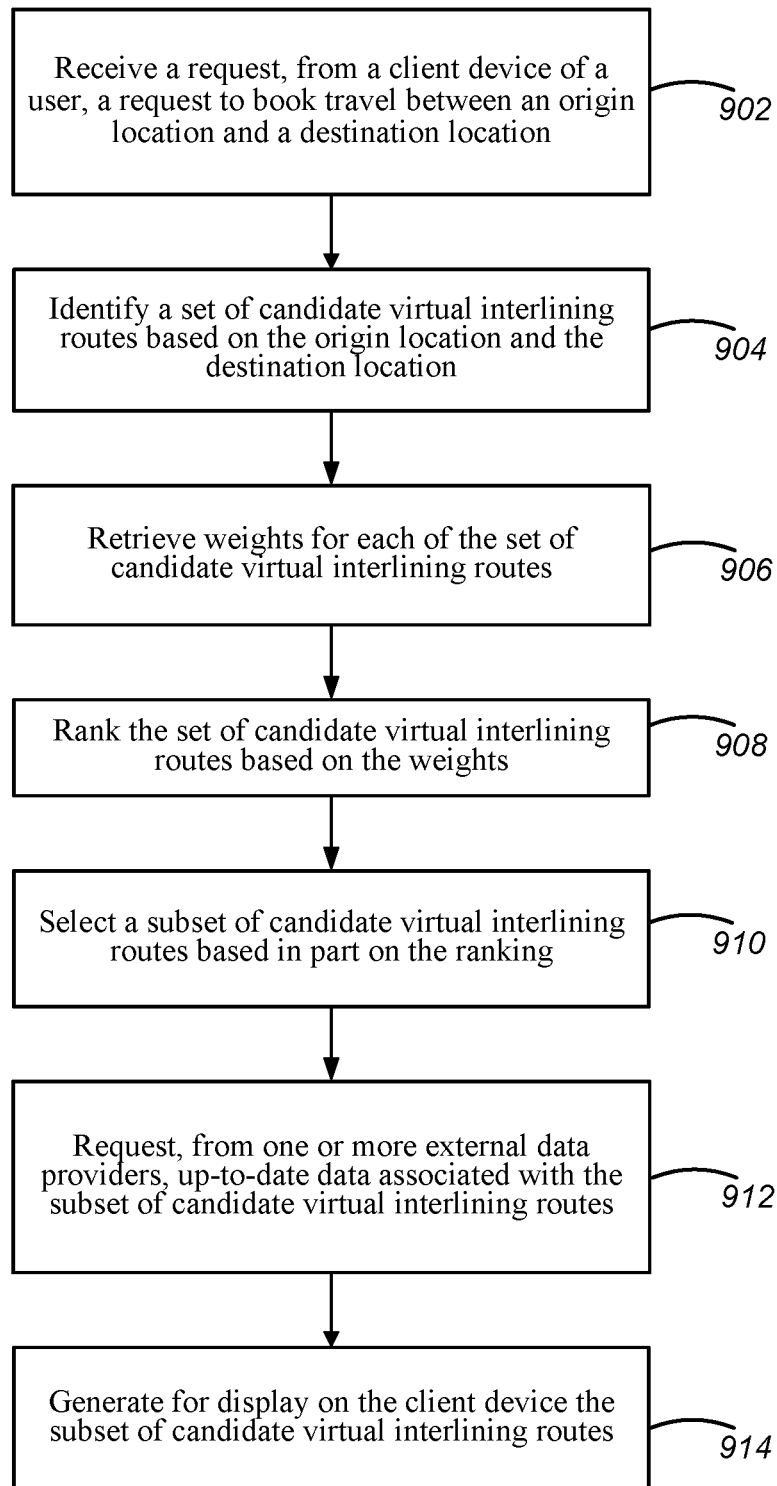 Receive a request, from a client device of a
user, a request to book travel between an origin
location and a destination location
902
Identify a set of candidate virtual interlining
routes based on the origin location and the
destination location
904
Retrieve weights for each of the set of
candidate virtual interlining routes
906
Rank the set of candidate virtual interlining
routes based on the weights
908
Select a subset of candidate virtual interlining
routes based in part on the ranking
910
Request, from one or more external data
providers, up-to-date data associated with the
subset of candidate virtual interlining routes
912
Generate for display on the client device the
subset of candidate virtual interlining routes
914